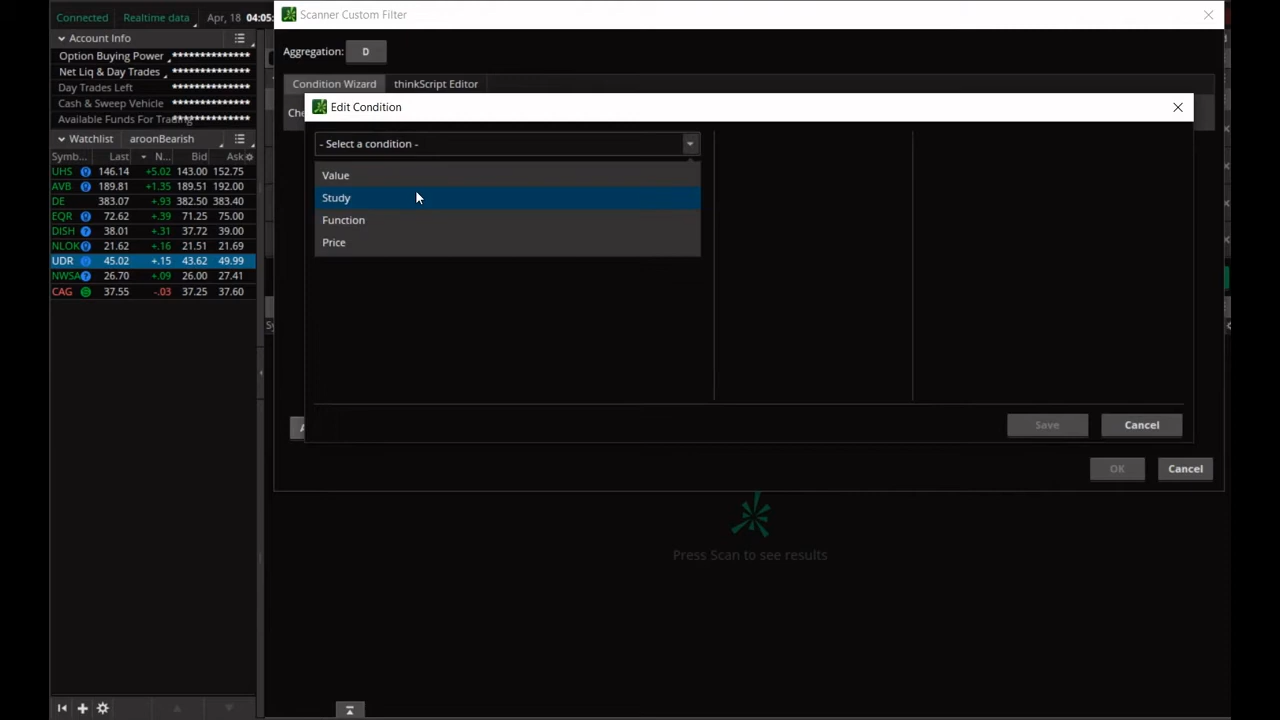 Connected Realtime data Apr, 18 04:05:
Scanner Custom Filter
Account Info
Option Buying Power **************
Net Liq & Day Trades **************
Day Trades Left **************
Cash & Sweep Vehicle **************
Available Funds For Trading **************
Watchlist aroonBearish
Symb... Last N... Bid Ask
UHS 146.14 +5.02 143.00 152.75
AVB 189.81 +1.35 189.51 192.00
DE 383.07 +.93 382.50 383.40
EQR 72.62 +.39 71.25 75.00
DISH 38.01 +.31 37.72 39.00
NLOK 21.62 +.16 21.51 21.69
UDR 45.02 +.15 43.62 49.99
NWSA 26.70 +.09 26.00 27.41
CAG 37.55 -.03 37.25 37.60
Aggregation: D
Condition Wizard thinkScript Editor
Che
Edit Condition
- Select a condition -
Value
Study
Function
Price
Save Cancel
OK Cancel
Press Scan to see results